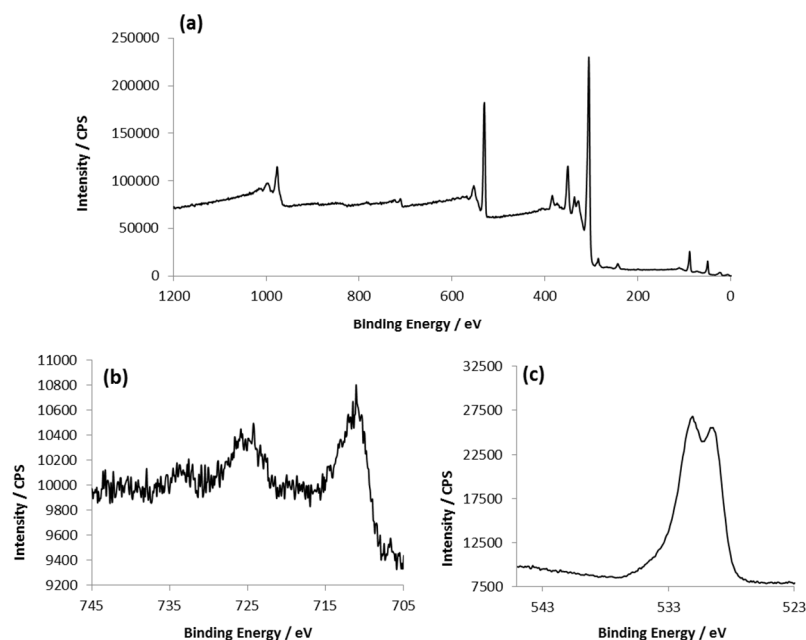 (a)
250000
200000
150000
100000
50000
0
Intensity / CPS
1200 1000 800 600 400 200 0
Binding Energy / eV
(b)
11000
10800
10600
10400
10200
10000
9800
9600
9400
9200
Intensity / CPS
745 735 725 715 705
Binding Energy / eV
(c)
32500
27500
22500
17500
12500
7500
Intensity / CPS
543 533 523
Binding Energy / eV